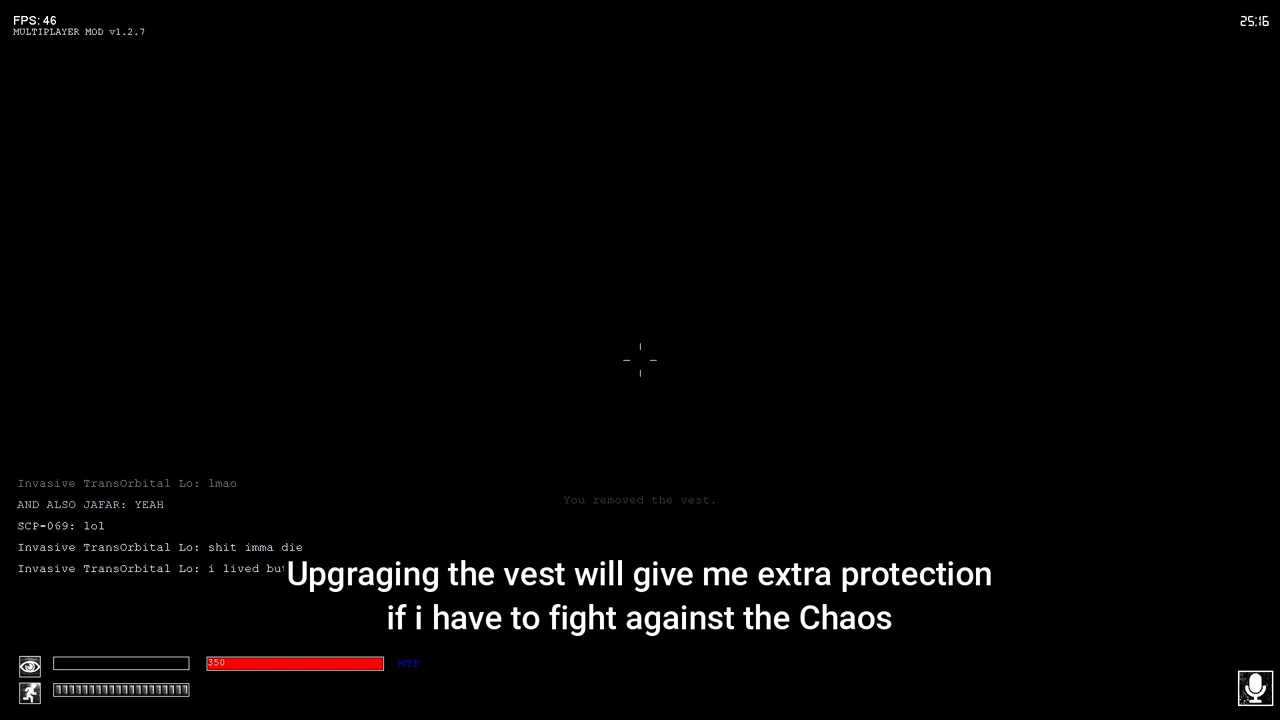 FPS: 46
MULTIPLAYER MOD v1.2.7
25:16
Invasive TransOrbital Lo: lmao
AND ALSO JAFAR: YEAH
SCP-069: lol
Invasive TransOrbital Lo: shit imma die
Invasive TransOrbital Lo: i lived but
You removed the vest.
Upgraging the vest will give me extra protection
if i have to fight against the Chaos
350
MTF